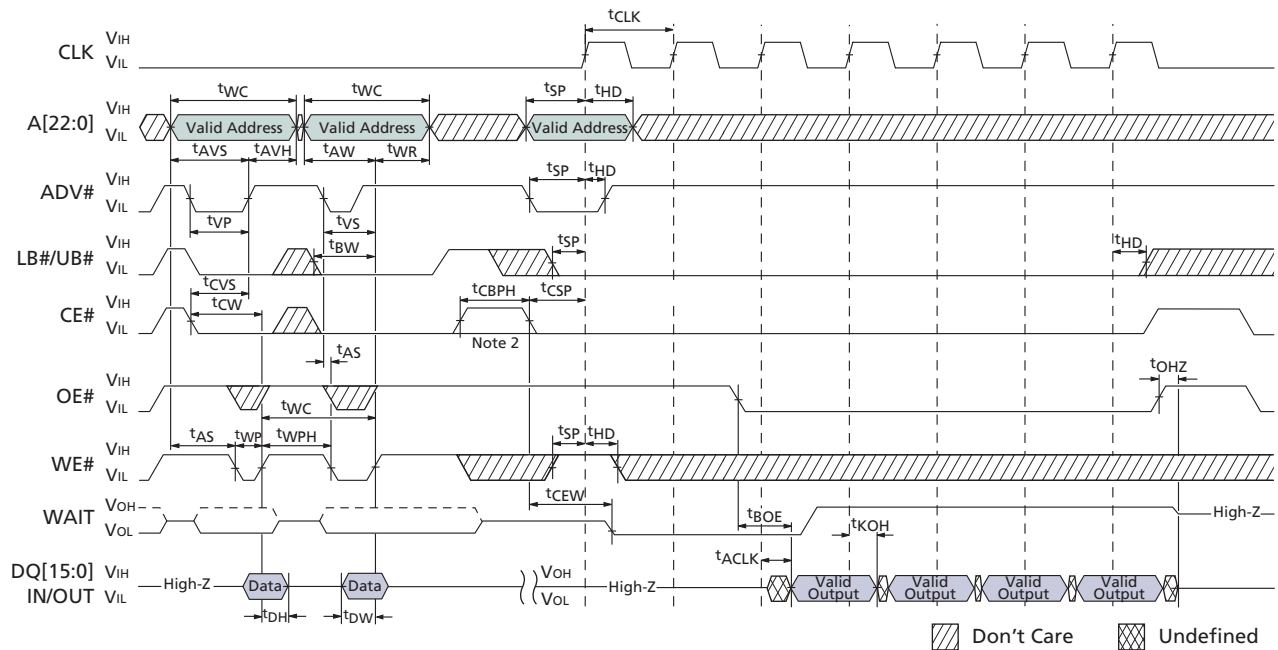 tCLK
CLK VIH
VIL
tWC tWC tSP tHD
A[22:0] VIH
VIL
Valid Address Valid Address Valid Address
tAVS tAVH tAW tWR
ADV# VIH
VIL
tSP tHD
tVP tVS
LB#/UB# VIH
VIL
tBW tSP tHD
tCVS
CE# VIH
VIL
tCW tCBPH tCSP
Note 2
tAS
OE# VIH
VIL
tOHZ
tWC
tAS tWP tWPH tSP tHD
WE# VIH
VIL
tCEW
WAIT VOH
VOL
High-Z
tBOE tKOH
tACLK
DQ[15:0] VIH
IN/OUT VIL
High-Z Data Data VOH
VOL
High-Z Valid Output Valid Output Valid Output Valid Output
tDH tDW
Don't Care Undefined